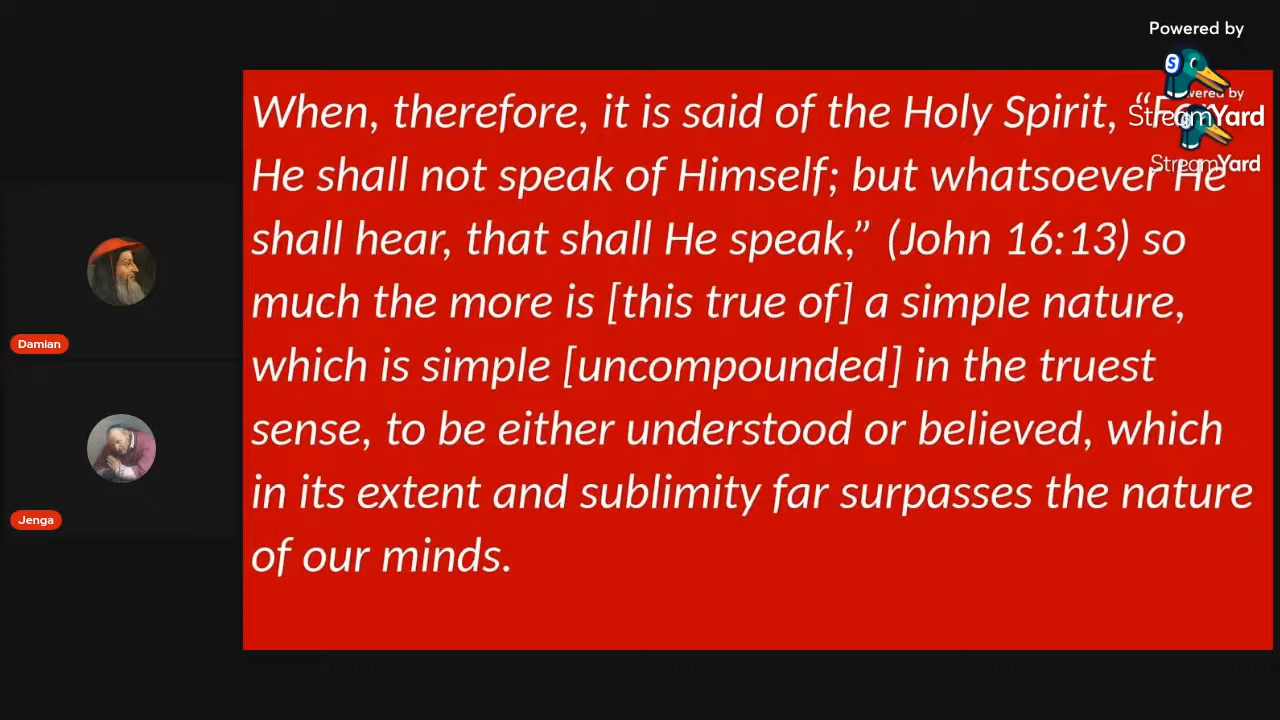 Powered by
StreamYard
Powered by
StreamYard
When, therefore, it is said of the Holy Spirit, “For
He shall not speak of Himself; but whatsoever He
shall hear, that shall He speak,” (John 16:13) so
much the more is [this true of] a simple nature,
which is simple [uncompounded] in the truest
sense, to be either understood or believed, which
in its extent and sublimity far surpasses the nature
of our minds.
Damian
Jenga